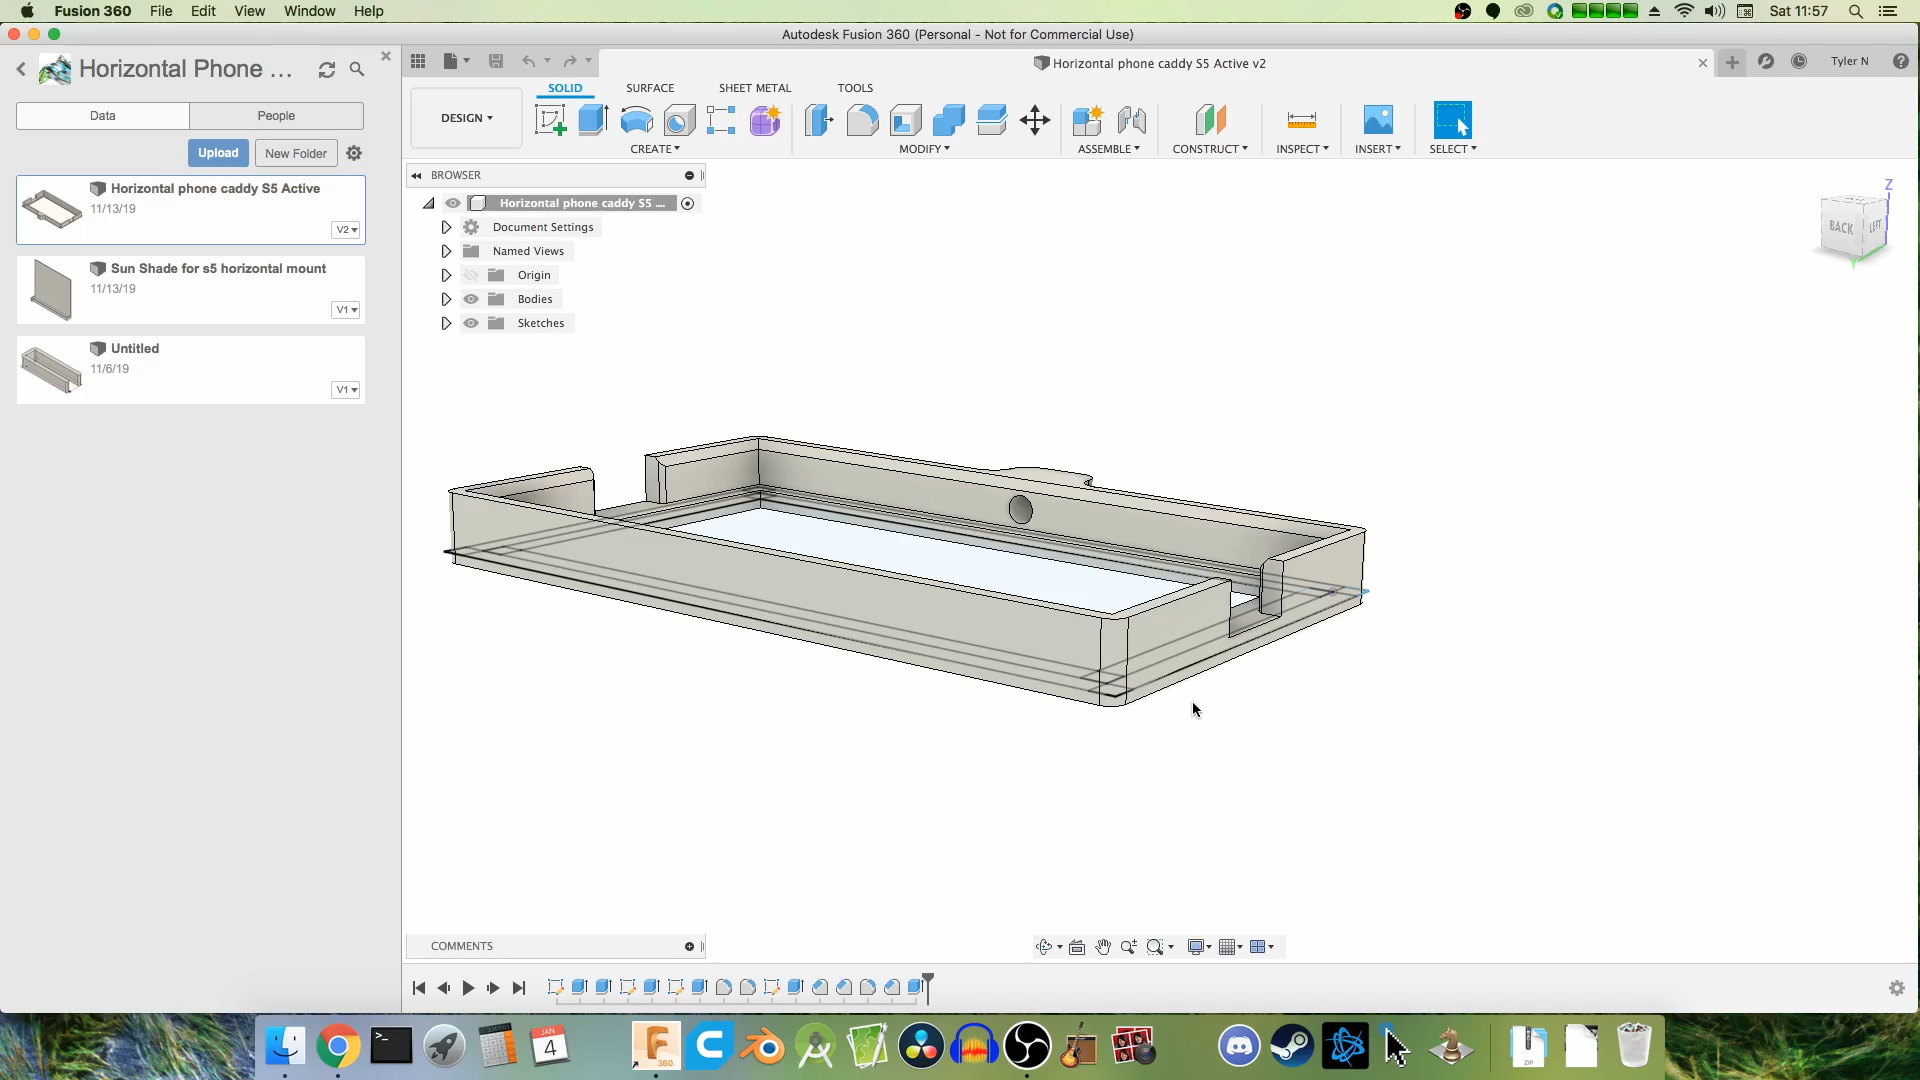 Fusion 360 File Edit View Window Help Sat 11:57
Autodesk Fusion 360 (Personal - Not for Commercial Use)
Horizontal Phone ...
Horizontal phone caddy S5 Active v2
Tyler N
Data People
Upload New Folder
Horizontal phone caddy S5 Active
11/13/19
V2
Sun Shade for s5 horizontal mount
11/13/19
V1
Untitled
11/6/19
V1
SOLID SURFACE SHEET METAL TOOLS
DESIGN
CREATE MODIFY ASSEMBLE CONSTRUCT INSPECT INSERT SELECT
BROWSER
Horizontal phone caddy S5 ...
Document Settings
Named Views
Origin
Bodies
Sketches
Z
BACK LEFT
Y
COMMENTS
JAN
4
360
ZIP